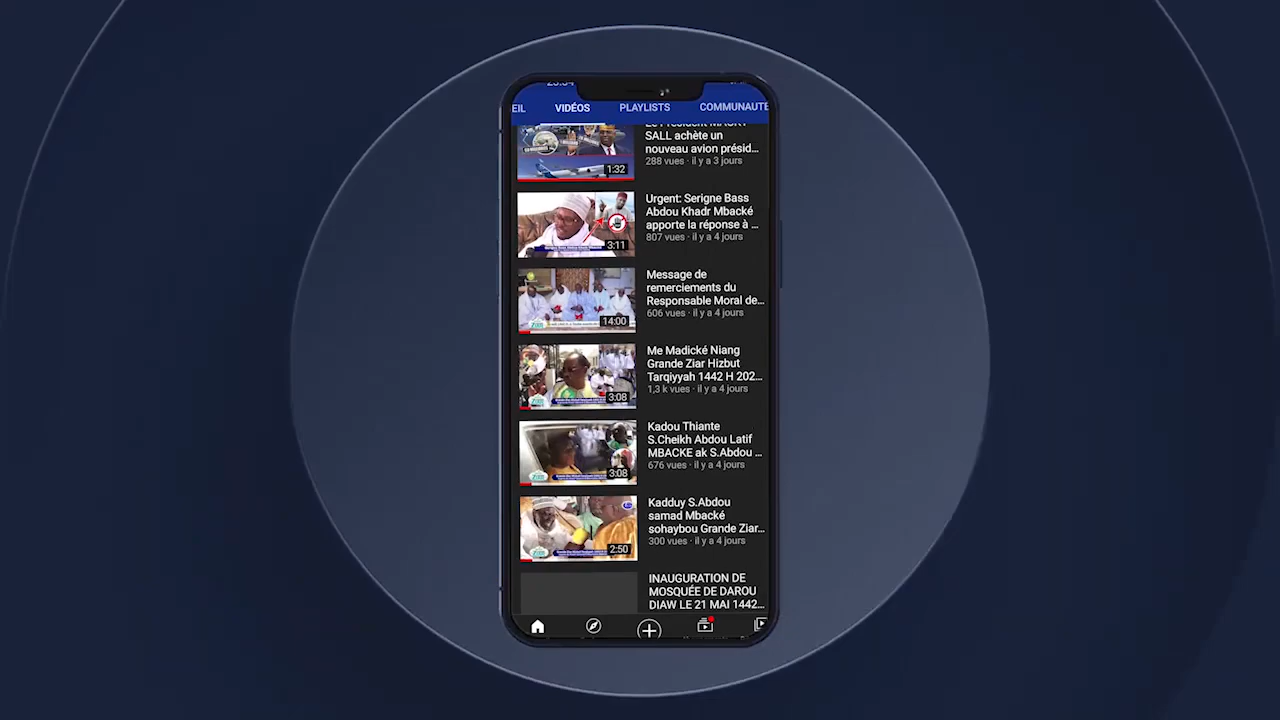 EIL VIDÉOS PLAYLISTS COMMUNAUTÉ
SALL achète un
nouveau avion présid...
288 vues · il y a 3 jours
1:32
Urgent: Serigne Bass
Abdou Khadr Mbacké
apporte la réponse à ...
807 vues · il y a 4 jours
3:11
Message de
remerciements du
Responsable Moral de...
606 vues · il y a 4 jours
14:00
Me Madické Niang
Grande Ziar Hizbut
Tarqiyyah 1442 H 202...
1,3 k vues · il y a 4 jours
3:08
Kadou Thiante
S.Cheikh Abdou Latif
MBACKE ak S.Abdou ...
676 vues · il y a 4 jours
3:08
Kadduy S.Abdou
samad Mbacké
sohaybou Grande Ziar...
300 vues · il y a 4 jours
2:50
INAUGURATION DE
MOSQUÉE DE DAROU
DIAW LE 21 MAI 1442...